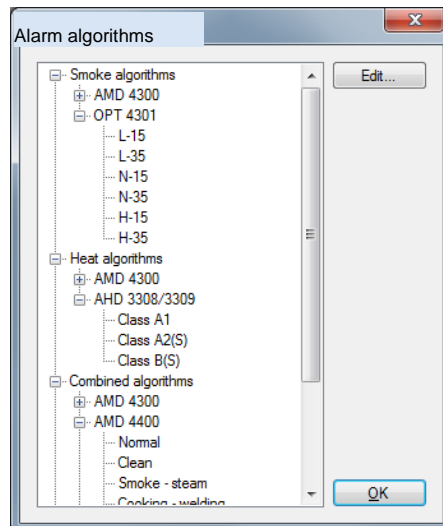 Alarm algorithms
Smoke algorithms
Edit...
AMD 4300
OPT 4301
L-15
L-35
N-15
N-35
H-15
H-35
Heat algorithms
AMD 4300
AHD 3308/3309
Class A1
Class A2(S)
Class B(S)
Combined algorithms
AMD 4300
AMD 4400
Normal
Clean
Smoke - steam
Cooking - welding
OK